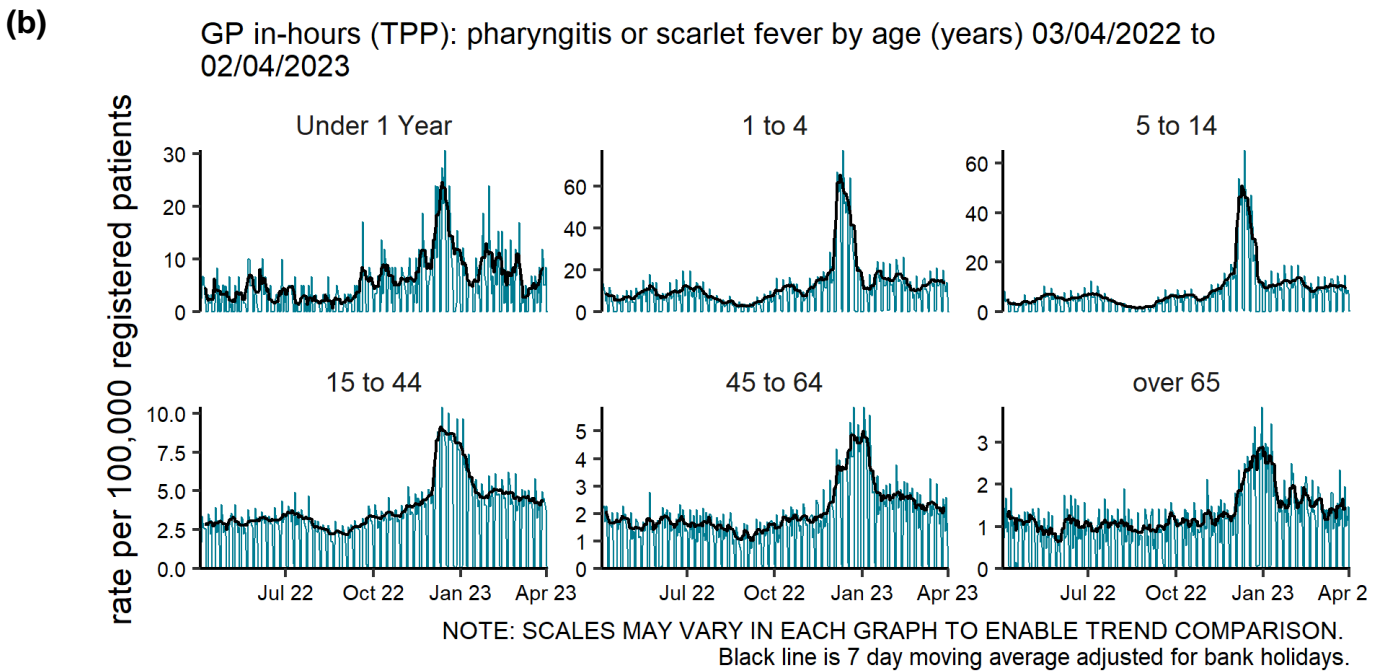 (b)
GP in-hours (TPP): pharyngitis or scarlet fever by age (years) 03/04/2022 to
02/04/2023
rate per 100,000 registered patients
Under 1 Year
1 to 4
5 to 14
30
20
10
0
60
40
20
0
60
40
20
0
15 to 44
45 to 64
over 65
10.0
7.5
5.0
2.5
0.0
5
4
3
2
1
0
3
2
1
0
Jul 22 Oct 22 Jan 23 Apr 23
Jul 22 Oct 22 Jan 23 Apr 23
Jul 22 Oct 22 Jan 23 Apr 2
NOTE: SCALES MAY VARY IN EACH GRAPH TO ENABLE TREND COMPARISON.
Black line is 7 day moving average adjusted for bank holidays.